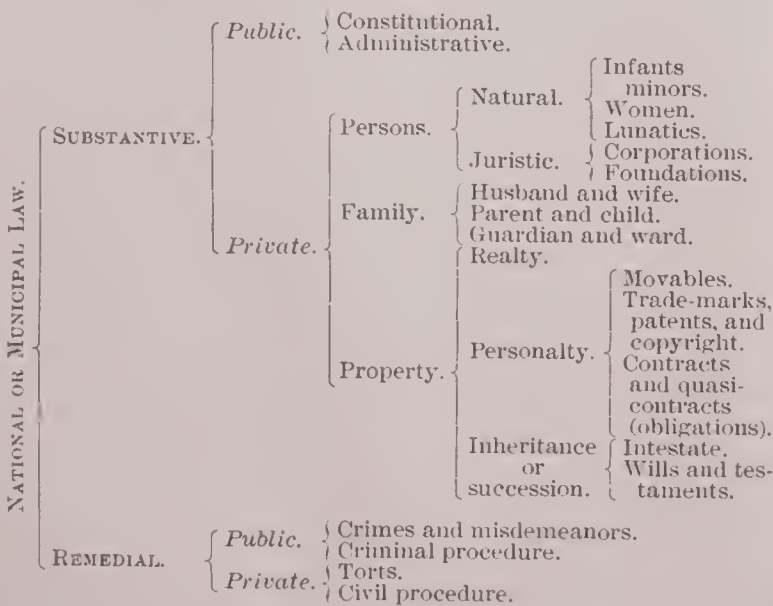 NATIONAL OR MUNICIPAL LAW.
SUBSTANTIVE.
Public.
Constitutional.
Administrative.
Private.
Persons.
Natural.
Infants
minors.
Women.
Lunatics.
Juristic.
Corporations.
Foundations.
Family.
Husband and wife.
Parent and child.
Guardian and ward.
Property.
Realty.
Personalty.
Movables.
Trade-marks,
patents, and
copyright.
Contracts
and quasi-
contracts
(obligations).
Inheritance
or
succession.
Intestate.
Wills and tes-
taments.
REMEDIAL.
Public.
Crimes and misdemeanors.
Criminal procedure.
Private.
Torts.
Civil procedure.